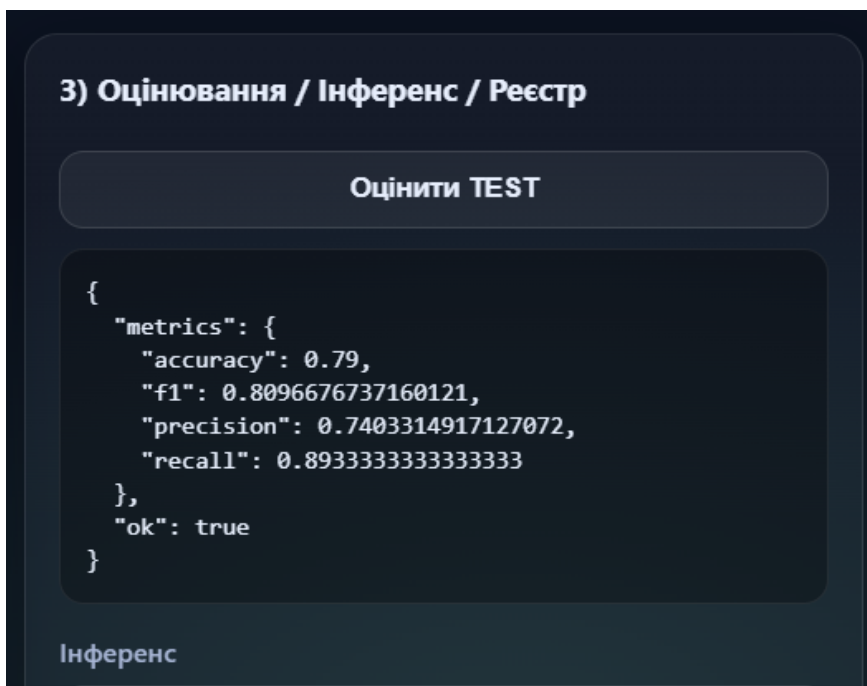 3) Оцінювання / Інференс / Реєстр
Оцінити TEST
{
  "metrics": {
    "accuracy": 0.79,
    "f1": 0.8096676737160121,
    "precision": 0.7403314917127072,
    "recall": 0.8933333333333333
  },
  "ok": true
}
Інференс